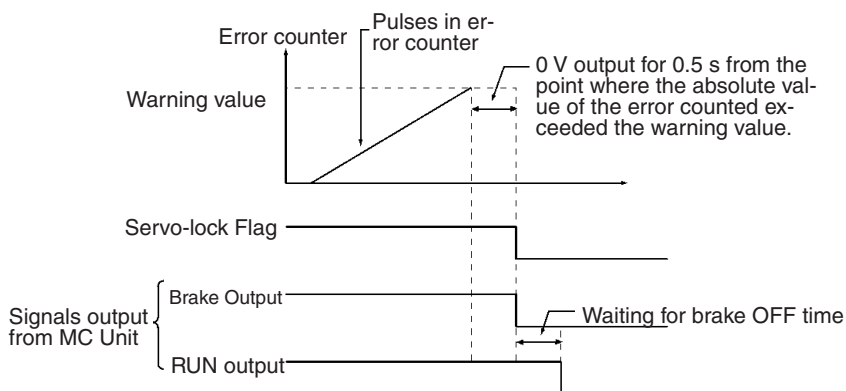 Error counter
Pulses in er-
ror counter
0 V output for 0.5 s from the
point where the absolute val-
ue of the error counted ex-
ceeded the warning value.
Warning value
Servo-lock Flag
Signals output
from MC Unit
Brake Output
Waiting for brake OFF time
RUN output